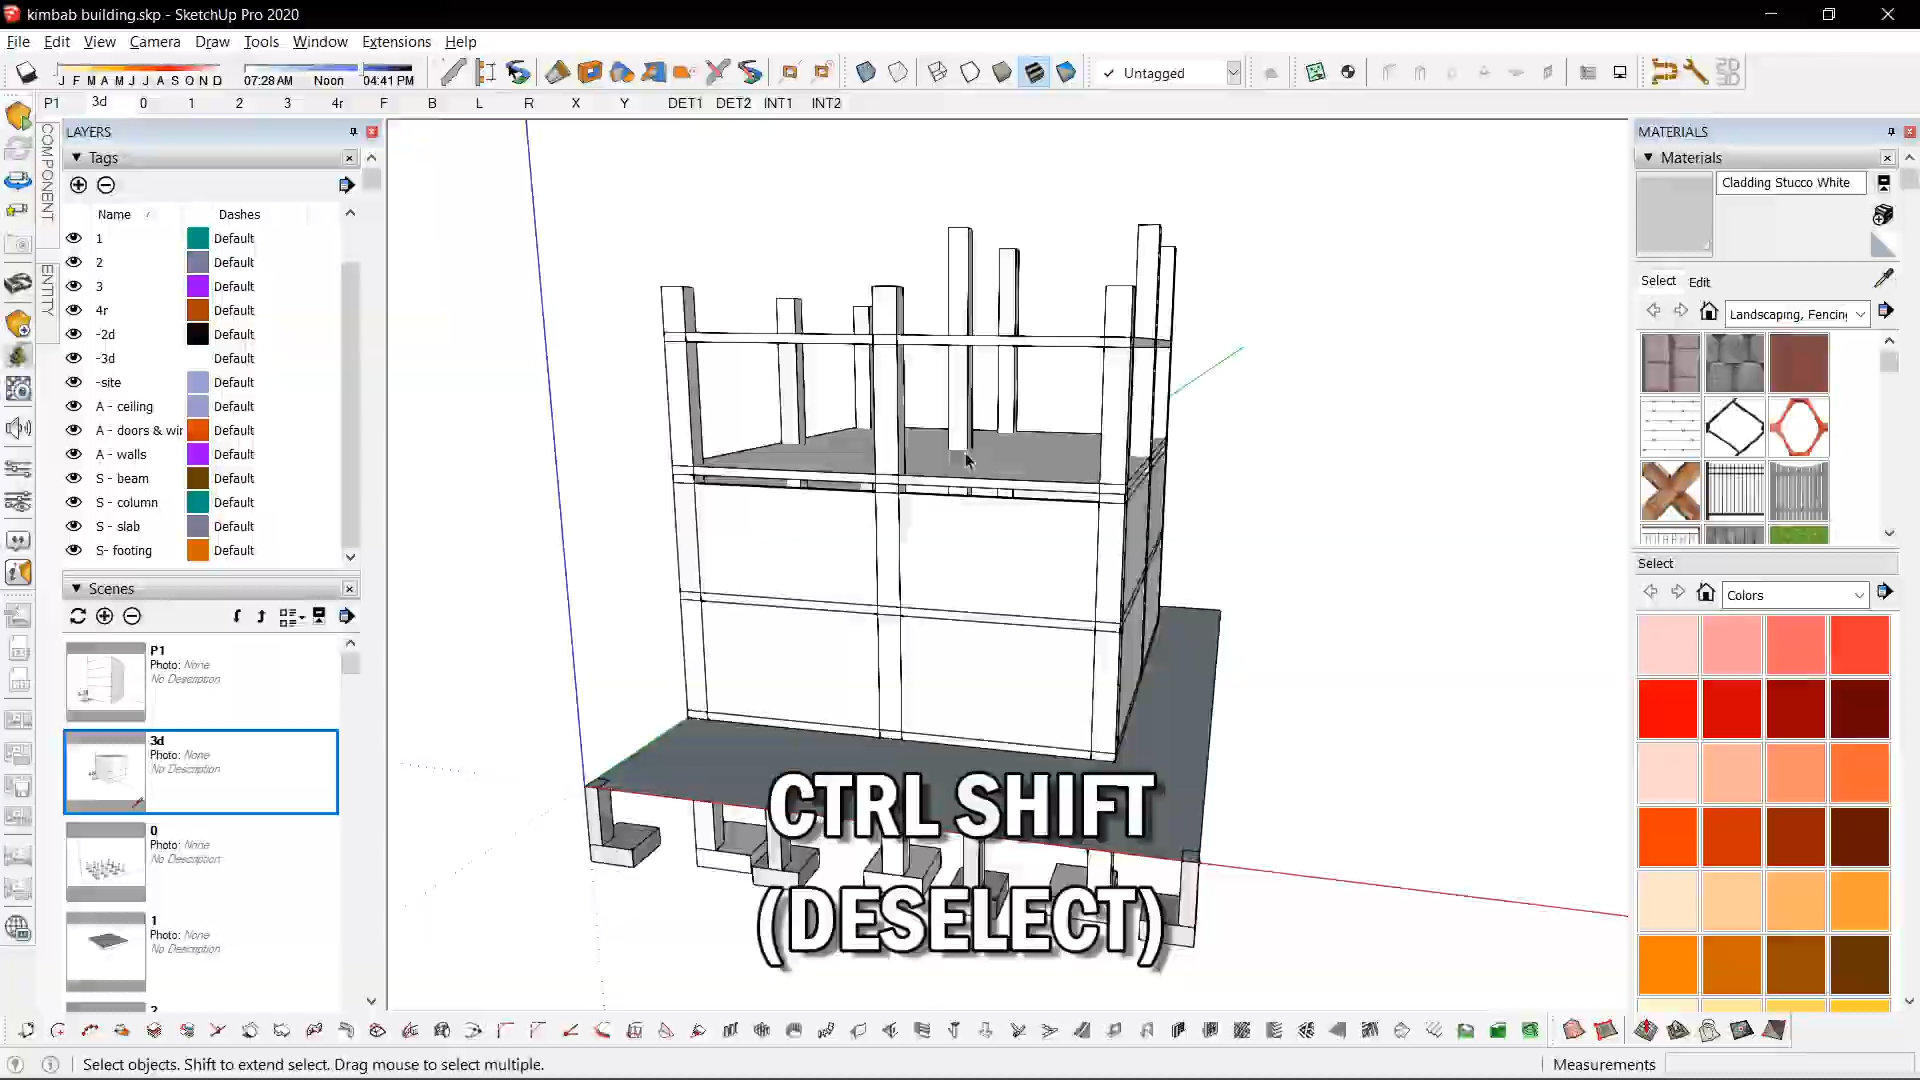 kimbab building.skp - SketchUp Pro 2020
File Edit View Camera Draw Tools Window Extensions Help
J F M A M J J A S O N D
07:28 AM Noon 04:41 PM
Untagged
P1 3d 0 1 2 3 4r F B L R X Y DET1 DET2 INT1 INT2
COMPONENT
ENTITY
LAYERS
Tags
Name Dashes
1 Default
2 Default
3 Default
4r Default
-2d Default
-3d Default
-site Default
A - ceiling Default
A - doors & wir Default
A - walls Default
S - beam Default
S - column Default
S - slab Default
S- footing Default
Scenes
P1
Photo: None
No Description
3d
Photo: None
No Description
0
Photo: None
No Description
1
Photo: None
No Description
CTRL SHIFT
(DESELECT)
MATERIALS
Materials
Cladding Stucco White
Select Edit
Landscaping, Fencing
Select
Colors
Select objects. Shift to extend select. Drag mouse to select multiple.
Measurements